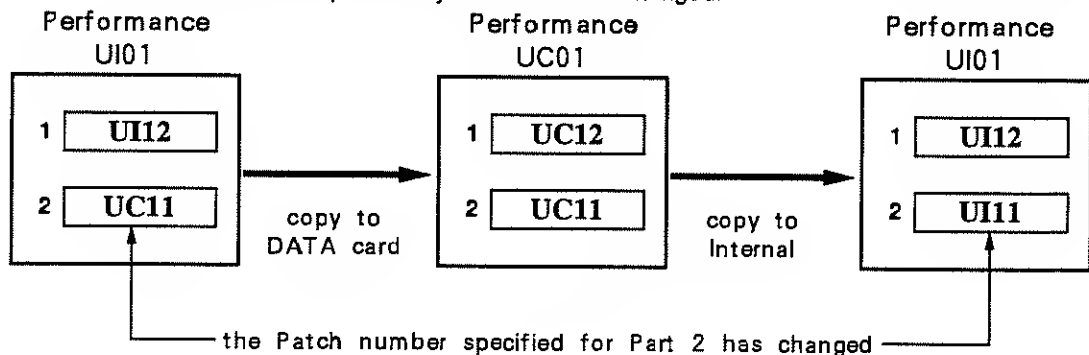 Performance
UI01
1 UI12
2 UC11
copy to
DATA card
Performance
UC01
1 UC12
2 UC11
copy to
Internal
Performance
UI01
1 UI12
2 UI11
the Patch number specified for Part 2 has changed